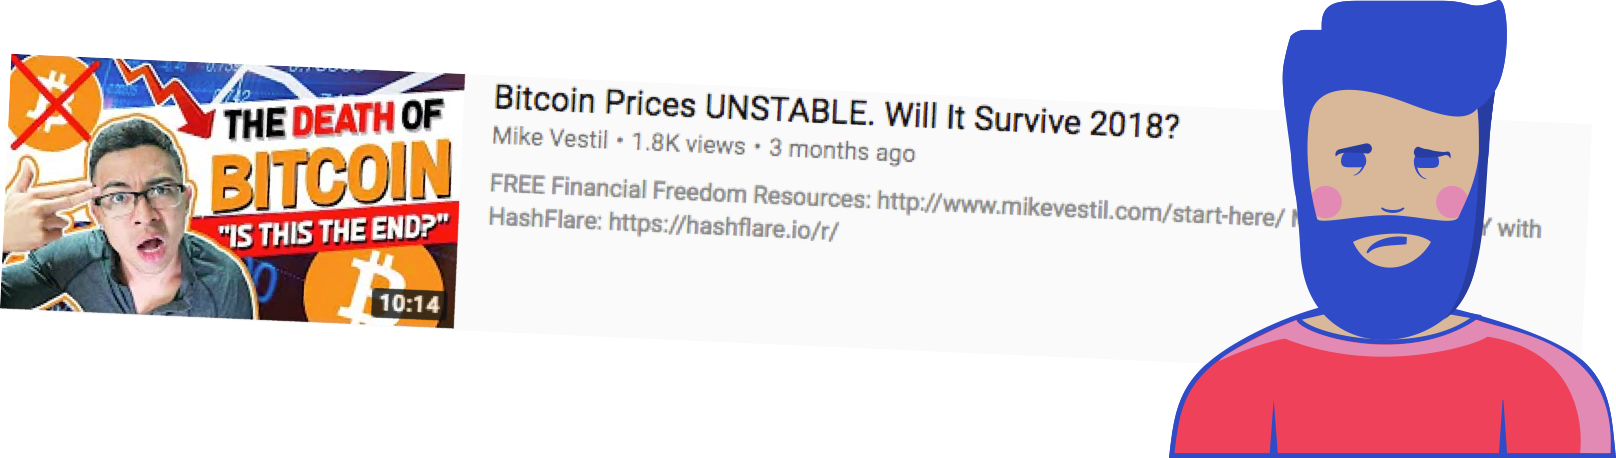 THE DEATH OF
BITCOIN
"IS THIS THE END?"
10:14
Bitcoin Prices UNSTABLE. Will It Survive 2018?
Mike Vestil • 1.8K views • 3 months ago
FREE Financial Freedom Resources: http://www.mikevestil.com/start-here/ with
HashFlare: https://hashflare.io/r/